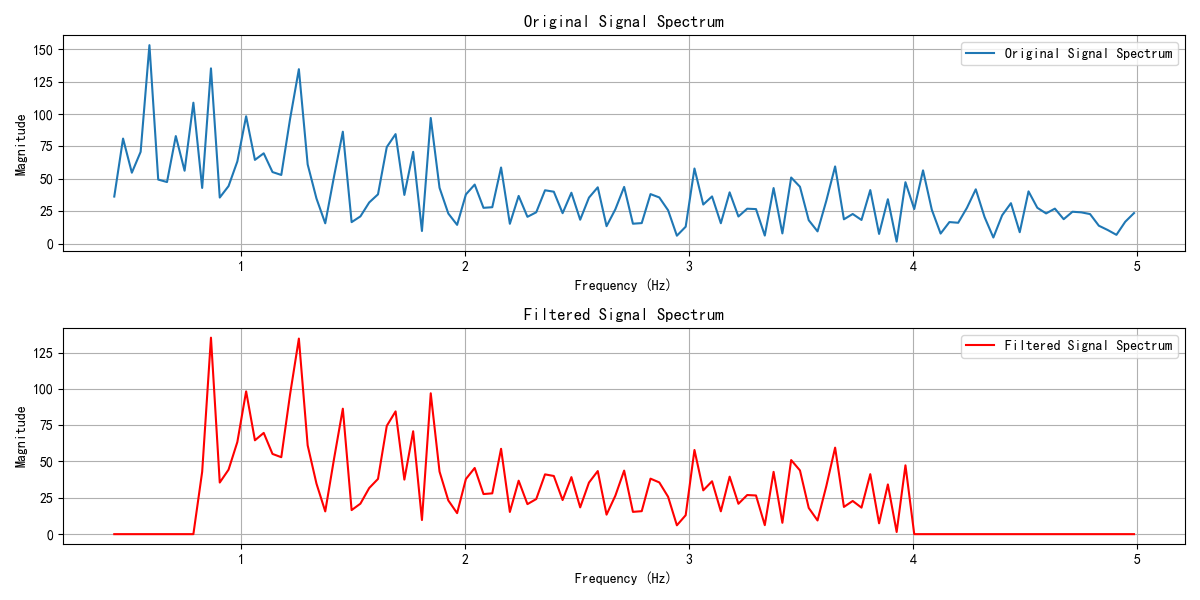 Original Signal Spectrum
Original Signal Spectrum
150
125
100
75
50
25
0
Magnitude
1 2 3 4 5
Frequency (Hz)
Filtered Signal Spectrum
Filtered Signal Spectrum
125
100
75
50
25
0
Magnitude
1 2 3 4 5
Frequency (Hz)